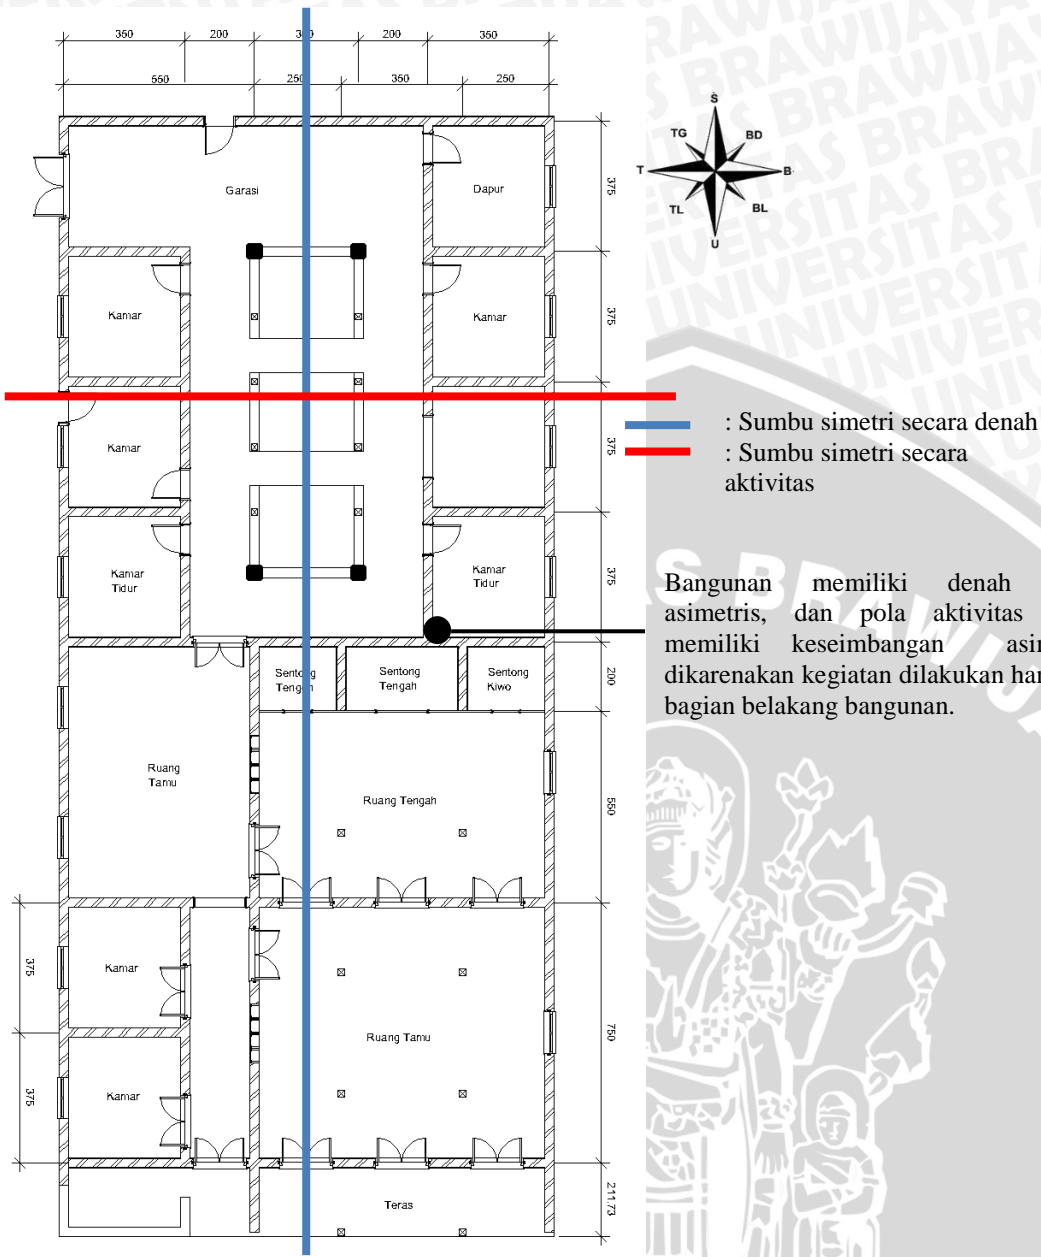 350 200 350 200 350
550 250 350 250
S
TG BD
T B
TL BL
U
Garasi
Dapur
375
Kamar
Kamar
375
Kamar
375
: Sumbu simetri secara denah
: Sumbu simetri secara
aktivitas
Kamar
Tidur
Kamar
Tidur
375
Bangunan memiliki denah
asimetris, dan pola aktivitas
memiliki keseimbangan
dikarenakan kegiatan dilakukan
bagian belakang bangunan.
Sentong
Tengah
Sentong
Tengah
Sentong
Kiwo
200
Ruang
Tamu
Ruang Tengah
550
Kamar
375
Ruang Tamu
750
Kamar
375
Teras
211.73
S BRAWIJAYA
UNIVERSITAS BRAWIJAYA